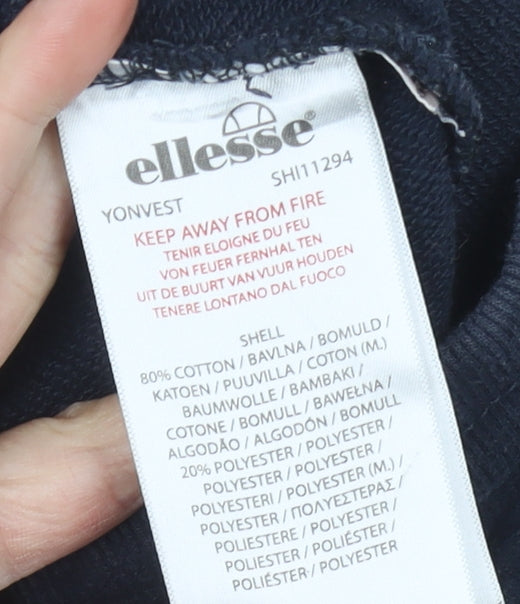 ellesse®
SHI11294
YONVEST
KEEP AWAY FROM FIRE
TENIR ELOIGNE DU FEU
VON FEUER FERNHAL TEN
UIT DE BUURT VAN VUUR HOUDEN
TENERE LONTANO DAL FUOCO
SHELL
80% COTTON / BAVLNA / BOMULD /
KATOEN / PUUVILLA / COTON (M.)
BAUMWOLLE / BAMBAKI /
COTONE / BOMULL / BAWEŁNA /
ALGODÃO / ALGODÓN / BOMULL
20% POLYESTER / POLYESTER /
POLYESTER / POLYESTER /
POLYESTERI / POLYESTER (M.) /
POLYESTER / ΠΟΛΥΕΣΤΕΡΑΣ /
POLIESTERE / POLYESTER /
POLIESTER / POLIÉSTER /
POLIÉSTER / POLYESTER